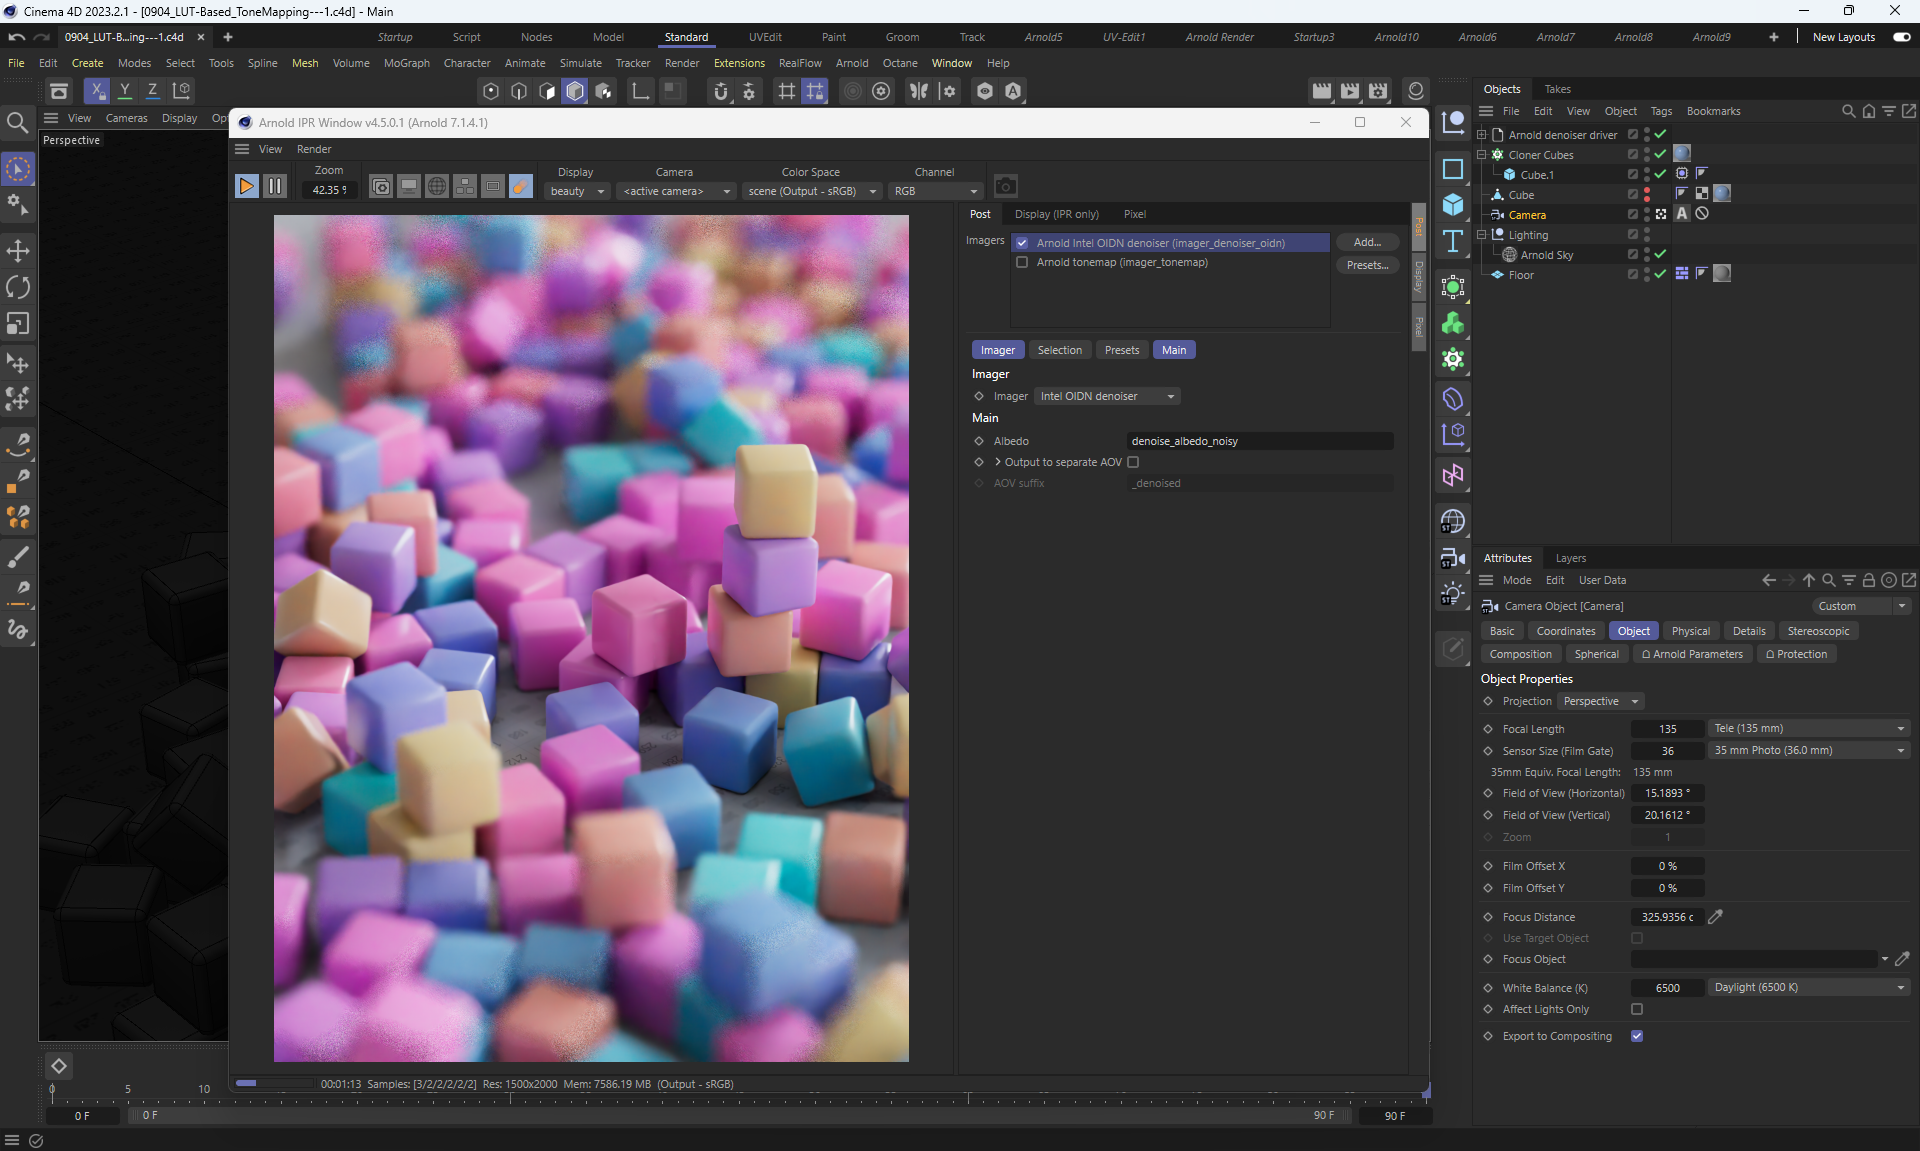 Cinema 4D 2023.2.1 - [0904_LUT-Based_ToneMapping---1.c4d] - Main
0904_LUT-B...ing---1.c4d × + Startup Script Nodes Model Standard UVEdit Paint Groom Track Arnold5 UV-Edit1 Arnold Render Startup3 Arnold10 Arnold6 Arnold7 Arnold8 Arnold9 + New Layouts
File Edit Create Modes Select Tools Spline Mesh Volume MoGraph Character Animate Simulate Tracker Render Extensions RealFlow Arnold Octane Window Help
X Y Z
View Cameras Display Opt
Perspective
Arnold IPR Window v4.5.0.1 (Arnold 7.1.4.1)
View Render
Zoom
42.35 %
Display
beauty
Camera
<active camera>
Color Space
scene (Output - sRGB)
Channel
RGB
Post Display (IPR only) Pixel
Imagers
Arnold Intel OIDN denoiser (imager_denoiser_oidn)
Arnold tonemap (imager_tonemap)
Add...
Presets...
Post
Display
Pixel
Imager Selection Presets Main
Imager
Imager Intel OIDN denoiser
Main
Albedo denoise_albedo_noisy
Output to separate AOV
AOV suffix _denoised
00:01:13 Samples: [3/2/2/2/2/2] Res: 1500x2000 Mem: 7586.19 MB (Output - sRGB)
0 5 10
0 F 0 F 90 F 90 F
Objects Takes
File Edit View Object Tags Bookmarks
Arnold denoiser driver
Cloner Cubes
Cube.1
Cube
Camera
Lighting
Arnold Sky
Floor
Attributes Layers
Mode Edit User Data
Camera Object [Camera] Custom
Basic Coordinates Object Physical Details Stereoscopic
Composition Spherical Arnold Parameters Protection
Object Properties
Projection Perspective
Focal Length 135 Tele (135 mm)
Sensor Size (Film Gate) 36 35 mm Photo (36.0 mm)
35mm Equiv. Focal Length: 135 mm
Field of View (Horizontal) 15.1893 °
Field of View (Vertical) 20.1612 °
Zoom 1
Film Offset X 0 %
Film Offset Y 0 %
Focus Distance 325.9356 c
Use Target Object
Focus Object
White Balance (K) 6500 Daylight (6500 K)
Affect Lights Only
Export to Compositing